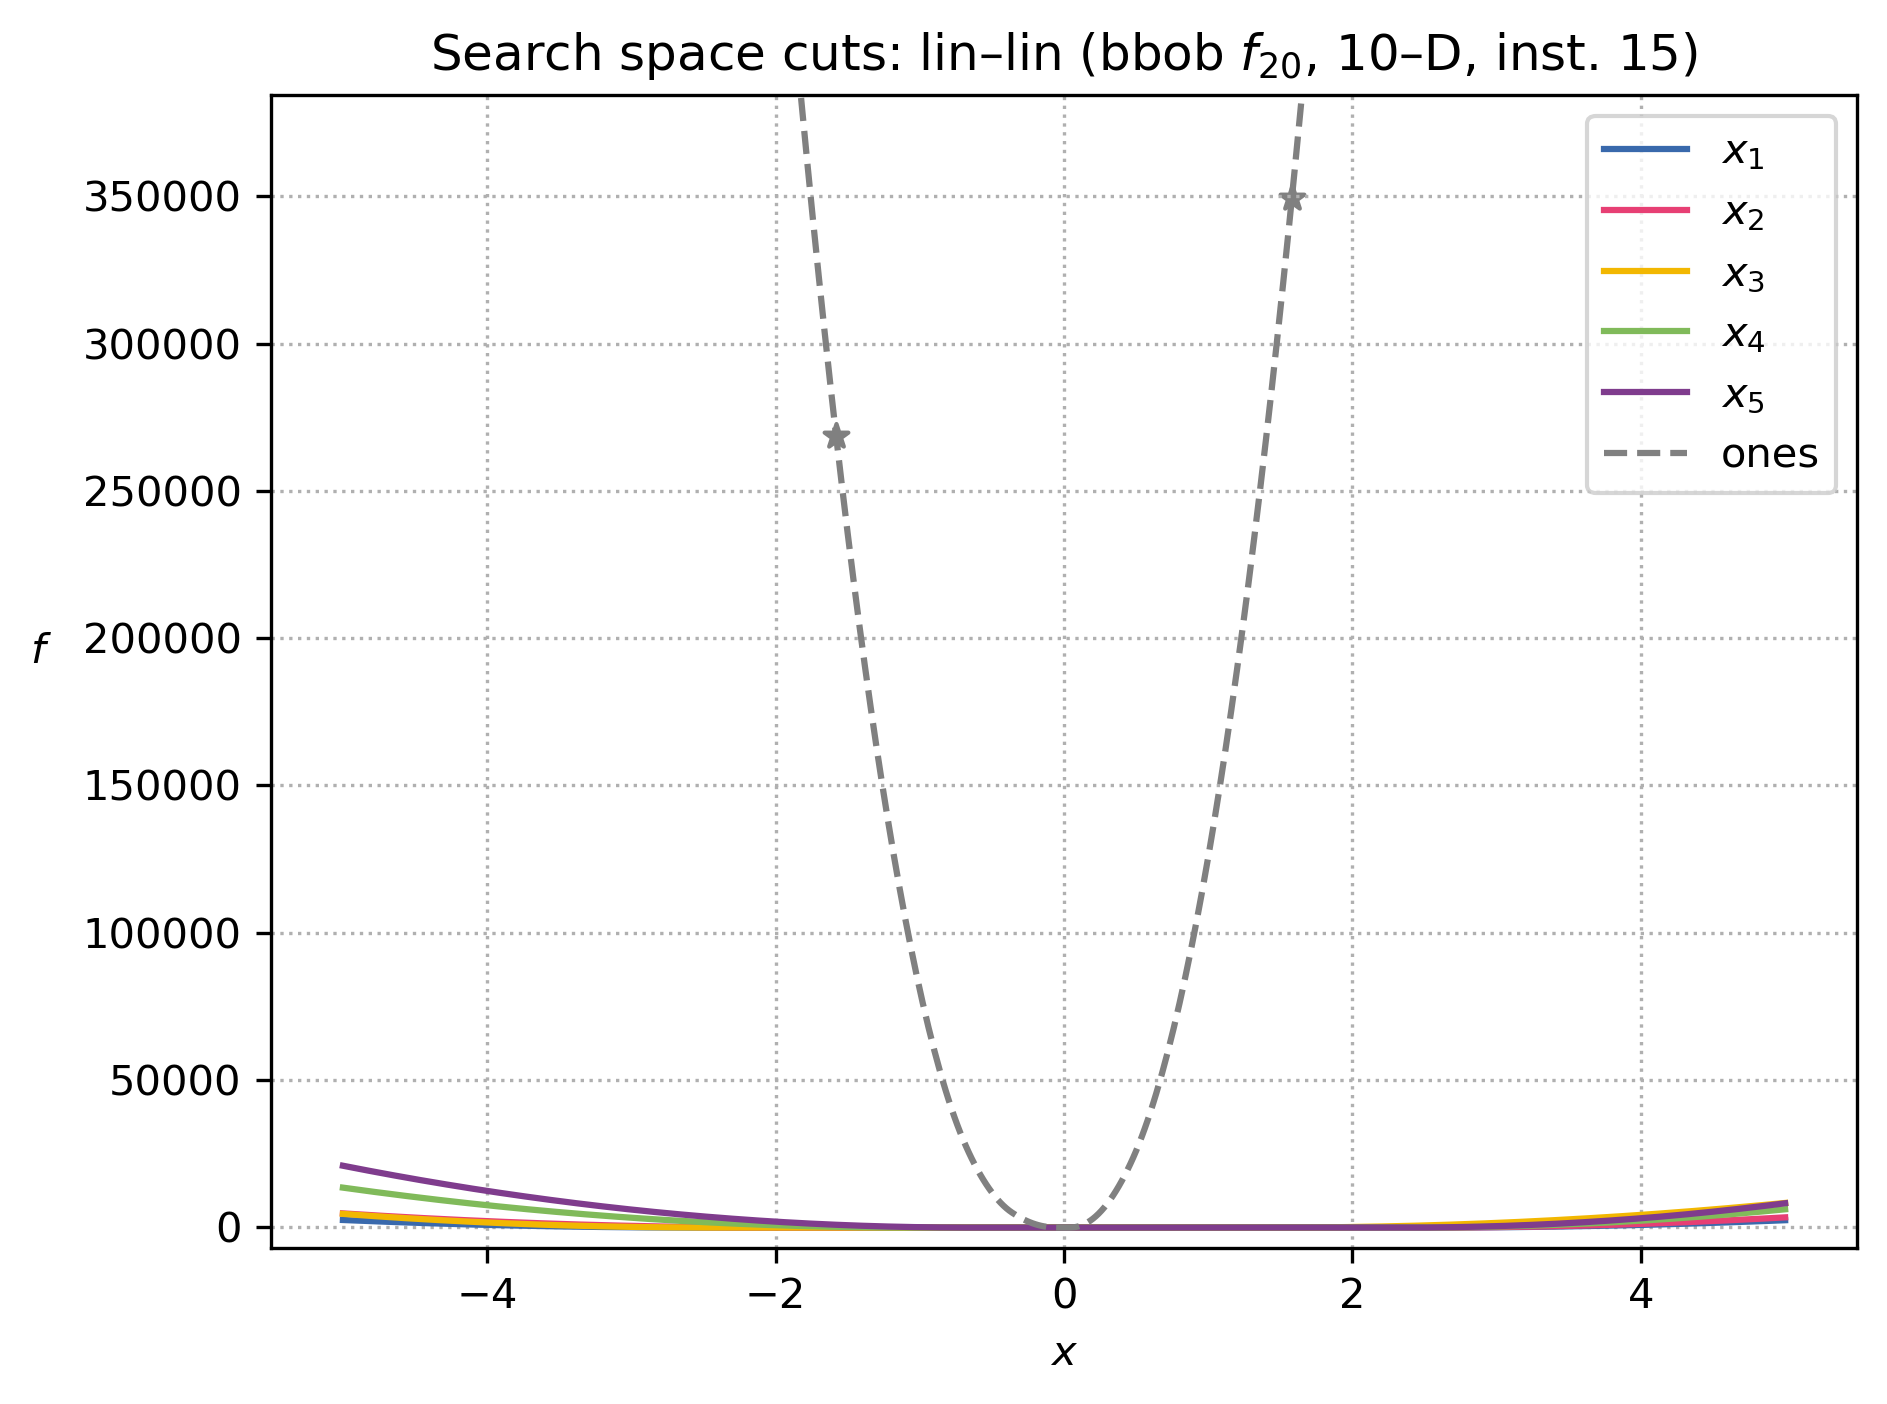 Search space cuts: lin–lin (bbob f₂₀, 10–D, inst. 15)
350000
300000
250000
200000
150000
100000
50000
0
f
−4
−2
0
2
4
x
x₁
x₂
x₃
x₄
x₅
ones